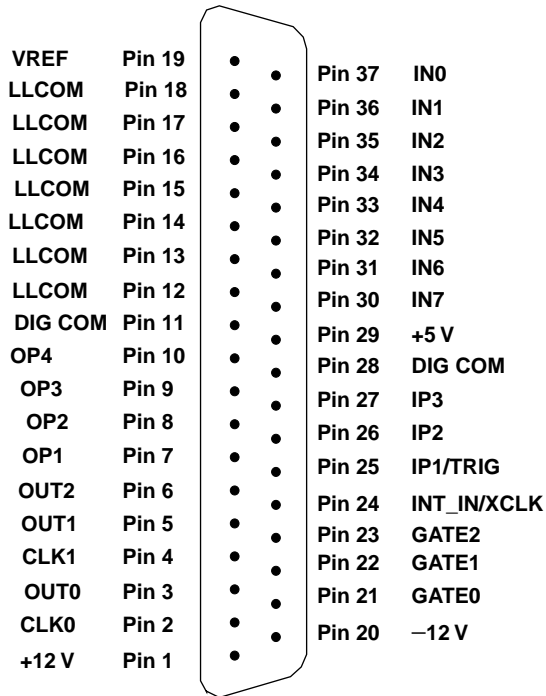 VREF Pin 19
LLCOM Pin 18
LLCOM Pin 17
LLCOM Pin 16
LLCOM Pin 15
LLCOM Pin 14
LLCOM Pin 13
LLCOM Pin 12
DIG COM Pin 11
OP4 Pin 10
OP3 Pin 9
OP2 Pin 8
OP1 Pin 7
OUT2 Pin 6
OUT1 Pin 5
CLK1 Pin 4
OUT0 Pin 3
CLK0 Pin 2
+12 V Pin 1
Pin 37 IN0
Pin 36 IN1
Pin 35 IN2
Pin 34 IN3
Pin 33 IN4
Pin 32 IN5
Pin 31 IN6
Pin 30 IN7
Pin 29 +5 V
Pin 28 DIG COM
Pin 27 IP3
Pin 26 IP2
Pin 25 IP1/TRIG
Pin 24 INT_IN/XCLK
Pin 23 GATE2
Pin 22 GATE1
Pin 21 GATE0
Pin 20 −12 V